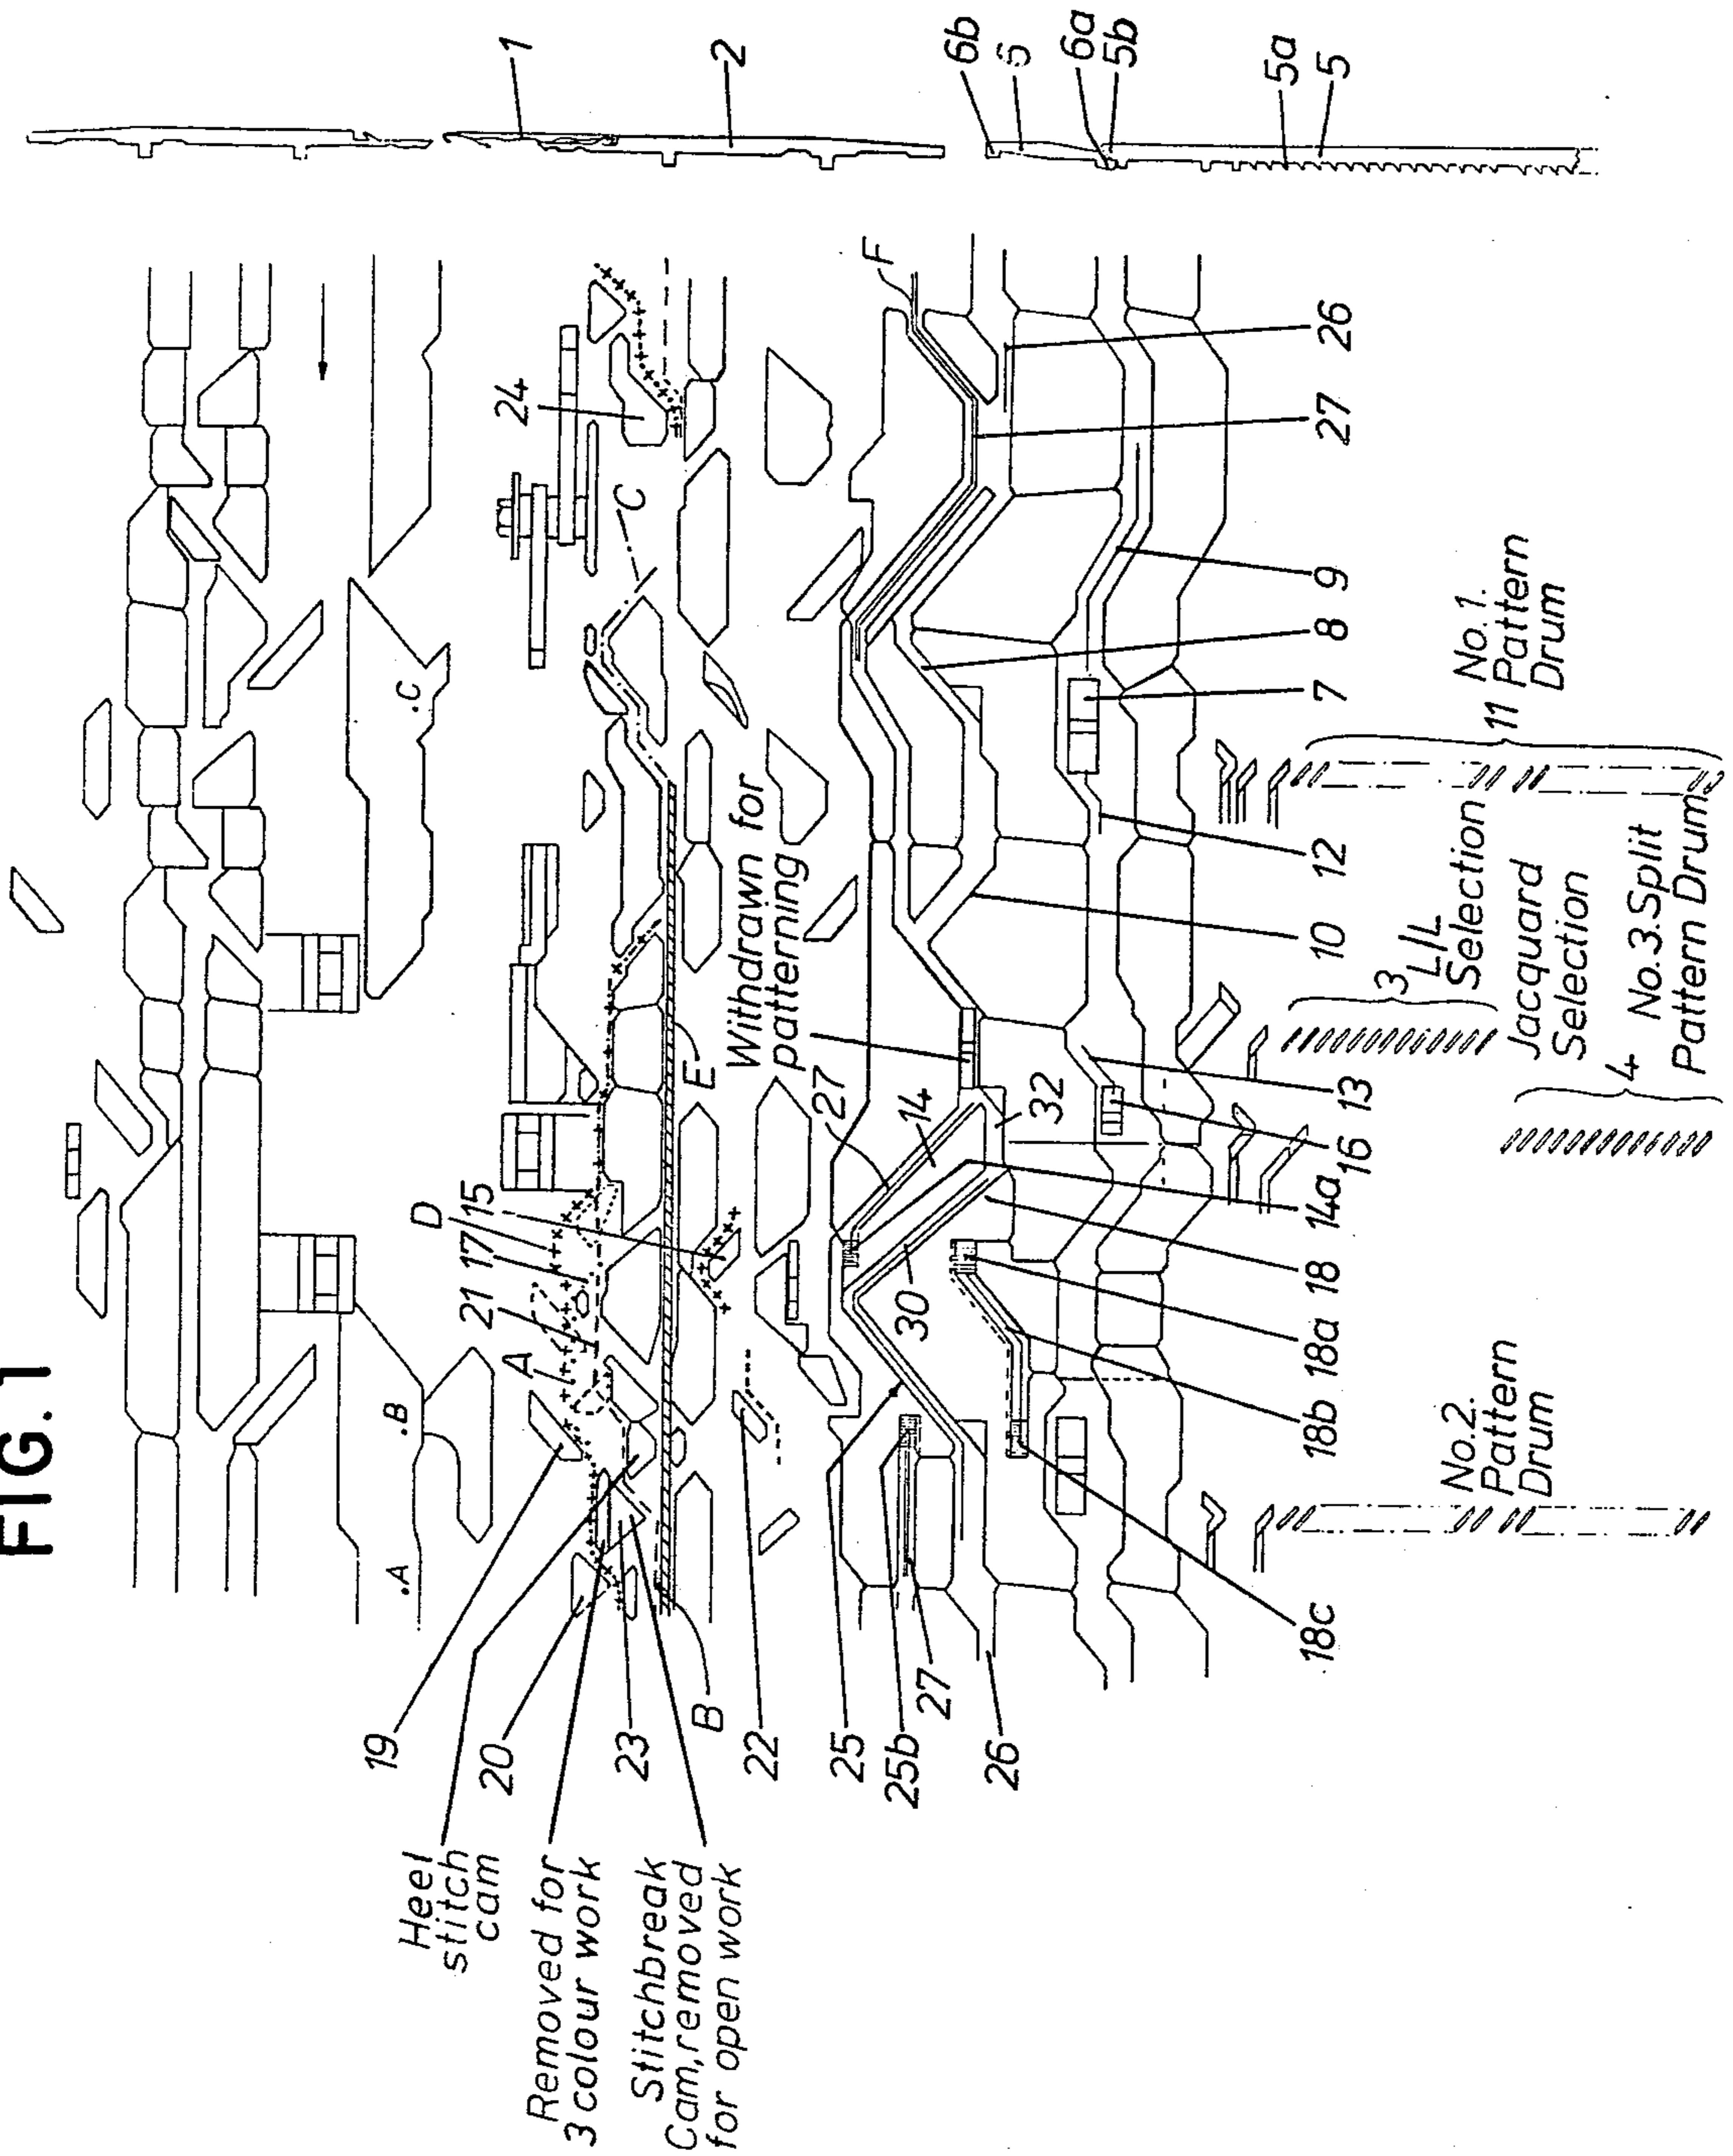 FIG.1
1
2
6b
6
6a
5b
5a
5
F
24
C
.C
.B
.A
D
15
17
21
A
E
B
Withdrawn for
patterning
27
14
32
30
19
Heel
stitch
cam
20
Removed for
3 colour work
23
Stitchbreak
Cam,removed
for open work
22
25
25b
27
26
18c
18b
18a
18
14a
16
13
10
12
7
8
9
27
26
No.2.
Pattern
Drum
3 L/L
Selection
Jacquard
Selection
4 No.3.Split
Pattern Drum
11 No.1.
Pattern
Drum